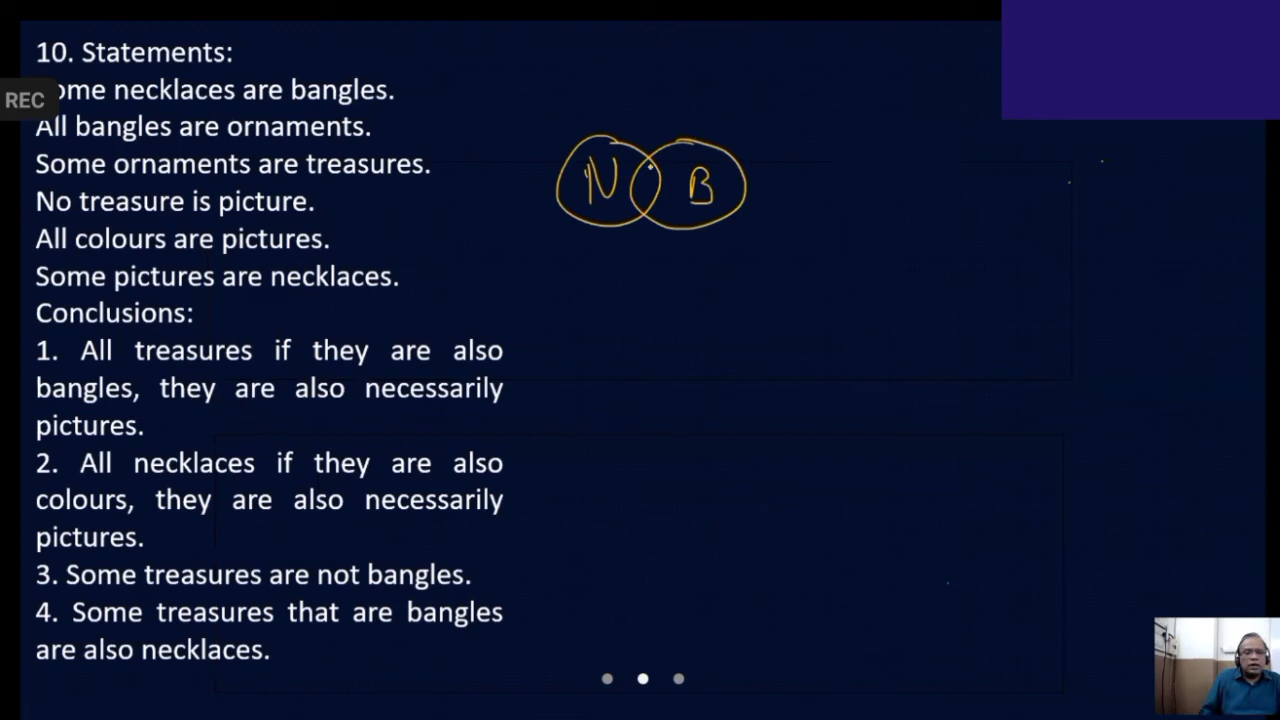 10. Statements:
ome necklaces are bangles.
REC
All bangles are ornaments.
Some ornaments are treasures.
No treasure is picture.
All colours are pictures.
Some pictures are necklaces.
Conclusions:
1. All treasures if they are also
bangles, they are also necessarily
pictures.
2. All necklaces if they are also
colours, they are also necessarily
pictures.
3. Some treasures are not bangles.
4. Some treasures that are bangles
are also necklaces.
N B